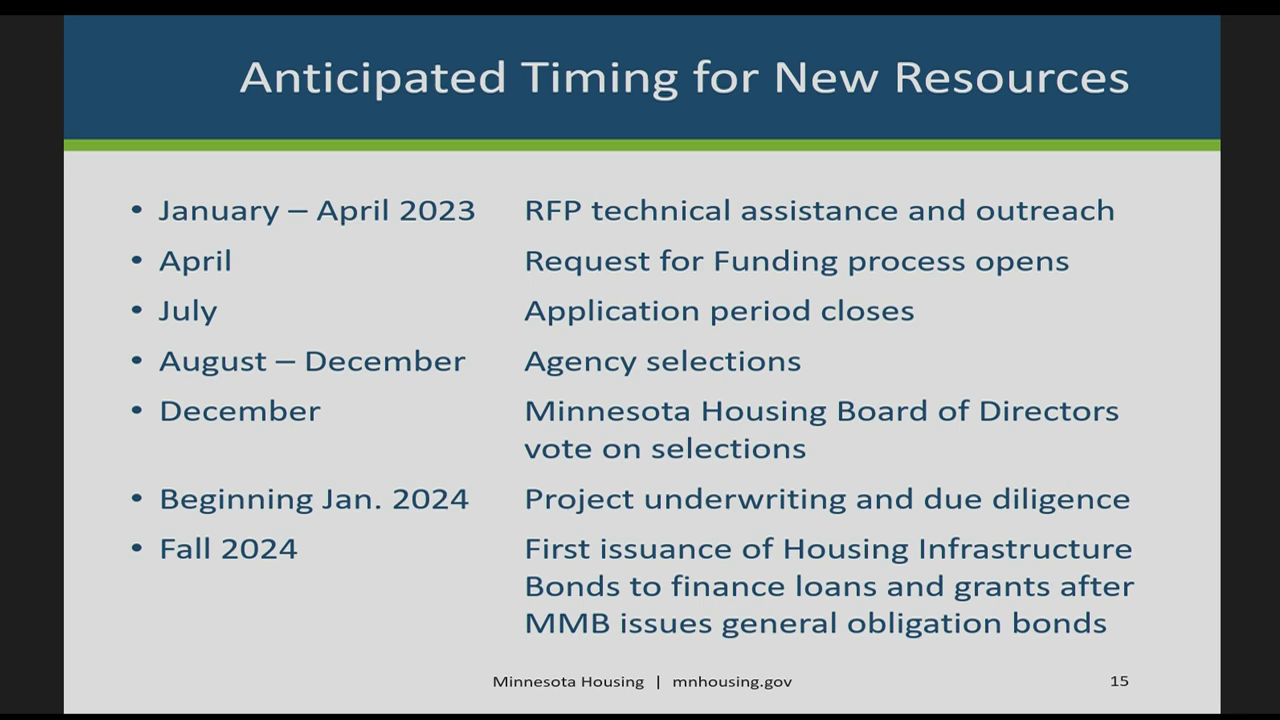 Anticipated Timing for New Resources
• January – April 2023 RFP technical assistance and outreach
• April Request for Funding process opens
• July Application period closes
• August – December Agency selections
• December Minnesota Housing Board of Directors
vote on selections
• Beginning Jan. 2024 Project underwriting and due diligence
• Fall 2024 First issuance of Housing Infrastructure
Bonds to finance loans and grants after
MMB issues general obligation bonds
Minnesota Housing | mnhousing.gov 15